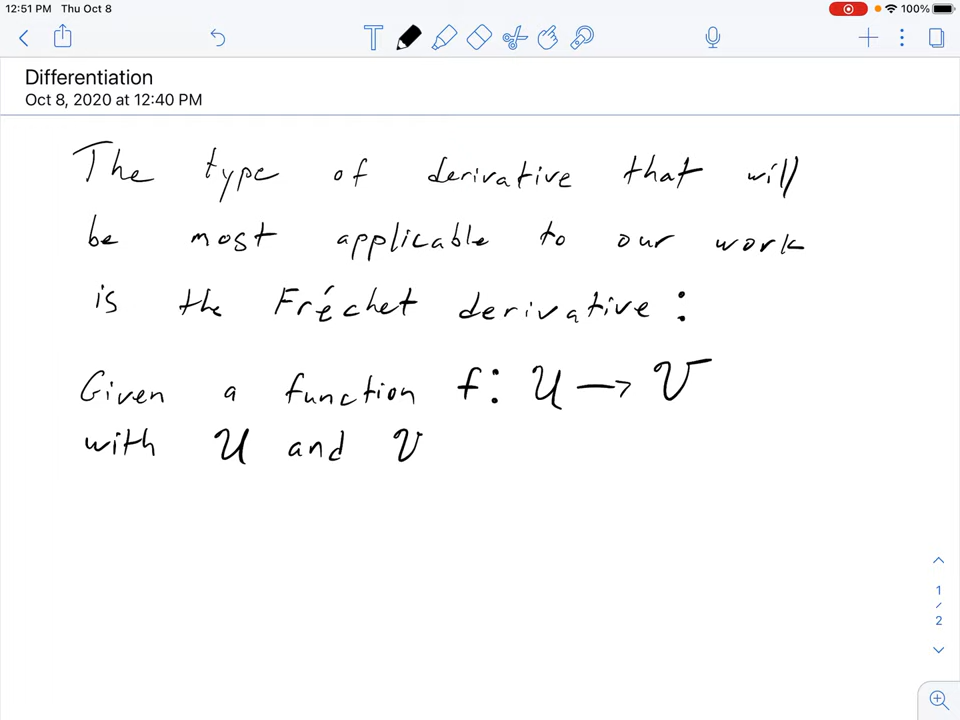 12:51 PM Thu Oct 8 100%
Differentiation
Oct 8, 2020 at 12:40 PM
The type of derivative that will
be most applicable to our work
is the Fréchet derivative:
Given a function f: U → V
with U and V
1
/
2